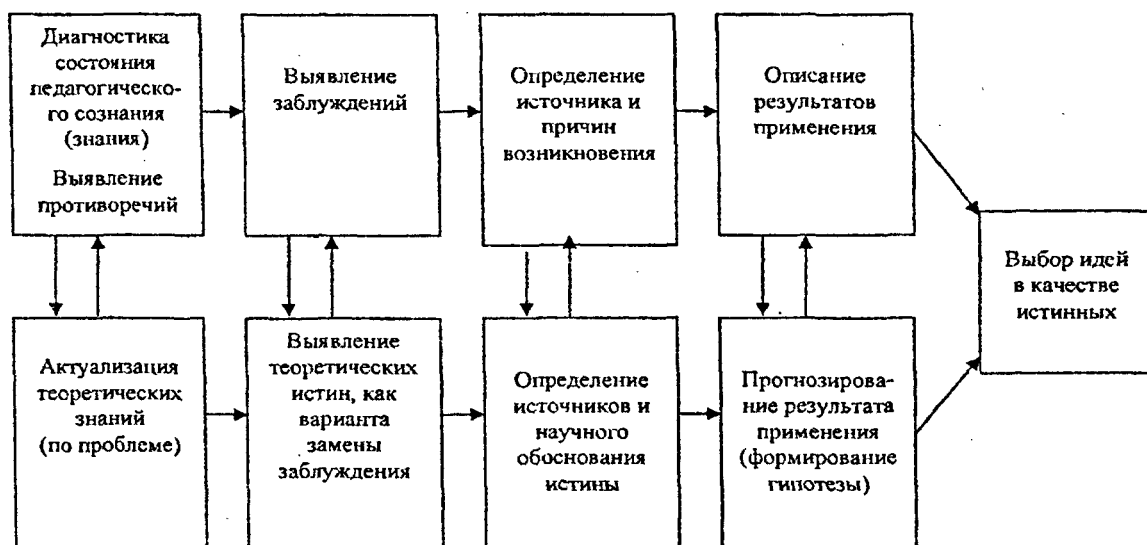 Диагностика
состояния
педагогическо-
го сознания
(знания)
Выявление
противоречий
Выявление
заблуждений
Определение
источника и
причин
возникновения
Описание
результатов
применения
Выбор идей
в качестве
истинных
Актуализация
теоретических
знаний
(по проблеме)
Выявление
теоретических
истин, как
варианта
замены
заблуждения
Определение
источников и
научного
обоснования
истины
Прогнозирова-
ние результата
применения
(формирование
гипотезы)